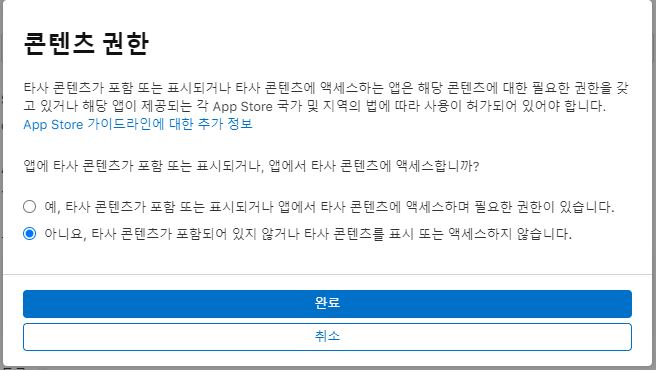 콘텐츠 권한
타사 콘텐츠가 포함 또는 표시되거나 타사 콘텐츠에 액세스하는 앱은 해당 콘텐츠에 대한 필요한 권한을 갖
고 있거나 해당 앱이 제공되는 각 App Store 국가 및 지역의 법에 따라 사용이 허가되어 있어야 합니다.
App Store 가이드라인에 대한 추가 정보
앱에 타사 콘텐츠가 포함 또는 표시되거나, 앱에서 타사 콘텐츠에 액세스합니까?
예, 타사 콘텐츠가 포함 또는 표시되거나 앱에서 타사 콘텐츠에 액세스하며 필요한 권한이 있습니다.
아니요, 타사 콘텐츠가 포함되어 있지 않거나 타사 콘텐츠를 표시 또는 액세스하지 않습니다.
완료
취소